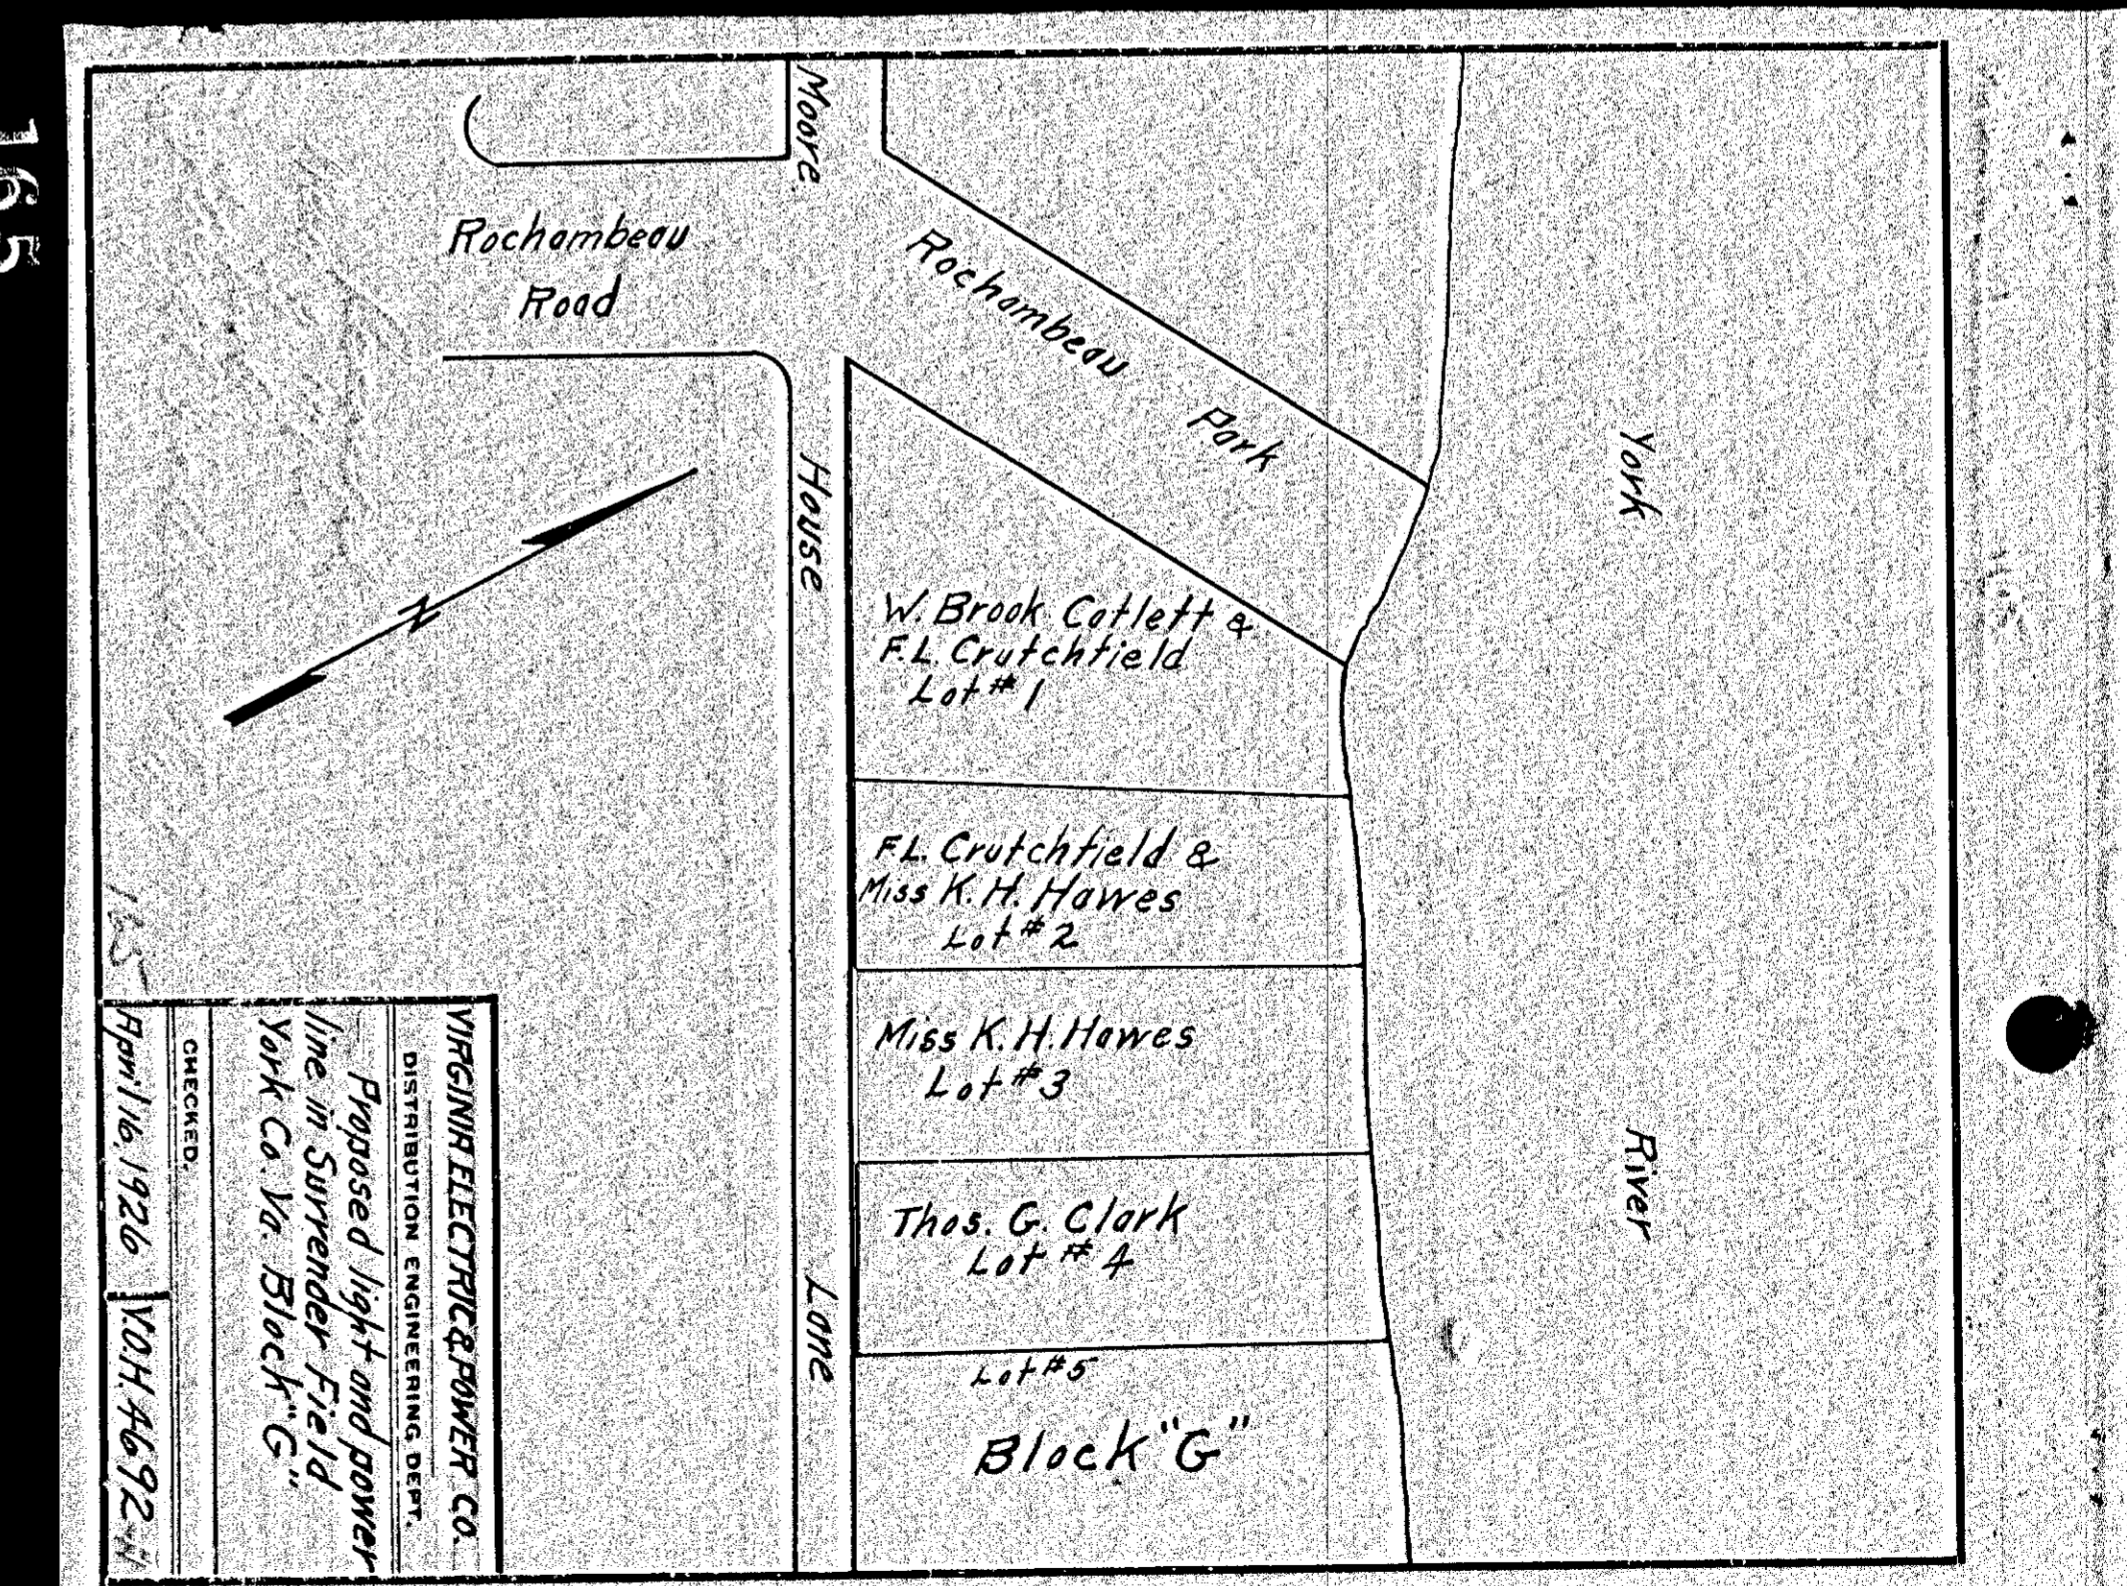 165
Moore House Lane
Rochambeau
Road
Rochambeau Park
York River
N
W. Brook Catlett &
F.L. Crutchfield
Lot # 1
F.L. Crutchfield &
Miss K. H. Hawes
Lot # 2
Miss K. H. Hawes
Lot # 3
Thos. G. Clark
Lot # 4
Lot # 5
Block "G"
165
VIRGINIA ELECTRIC & POWER CO.
DISTRIBUTION ENGINEERING DEPT.
Proposed light and power
line in Surrender Field
York Co. Va. Block "G"
CHECKED.
April 16, 1926